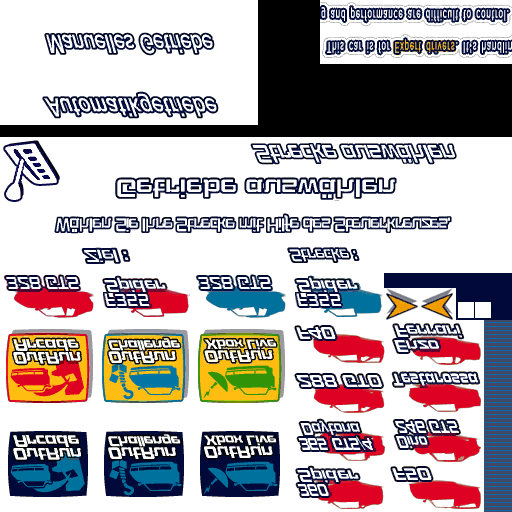 OutRun
Arcade
OutRun
Challenge
OutRun
Xbox Live
360
Spider
F50
365 GTS4
Daytona
Dino
246 GTS
OutRun
Arcade
OutRun
Challenge
OutRun
Xbox Live
288 GTO
Testarossa
F40
Enzo
Ferrari
328 GTS
F355
Spider
328 GTS
F355
Spider
Ziel :
Strecke :
Wählen Sie Ihre Strecke mit Hilfe des Steuerkreuzes.
Getriebe auswählen
Strecke auswählen
Automatikgetriebe
Manuelles Getriebe
This car is for Expert drivers. It's handlin
g and performance are difficult to control.